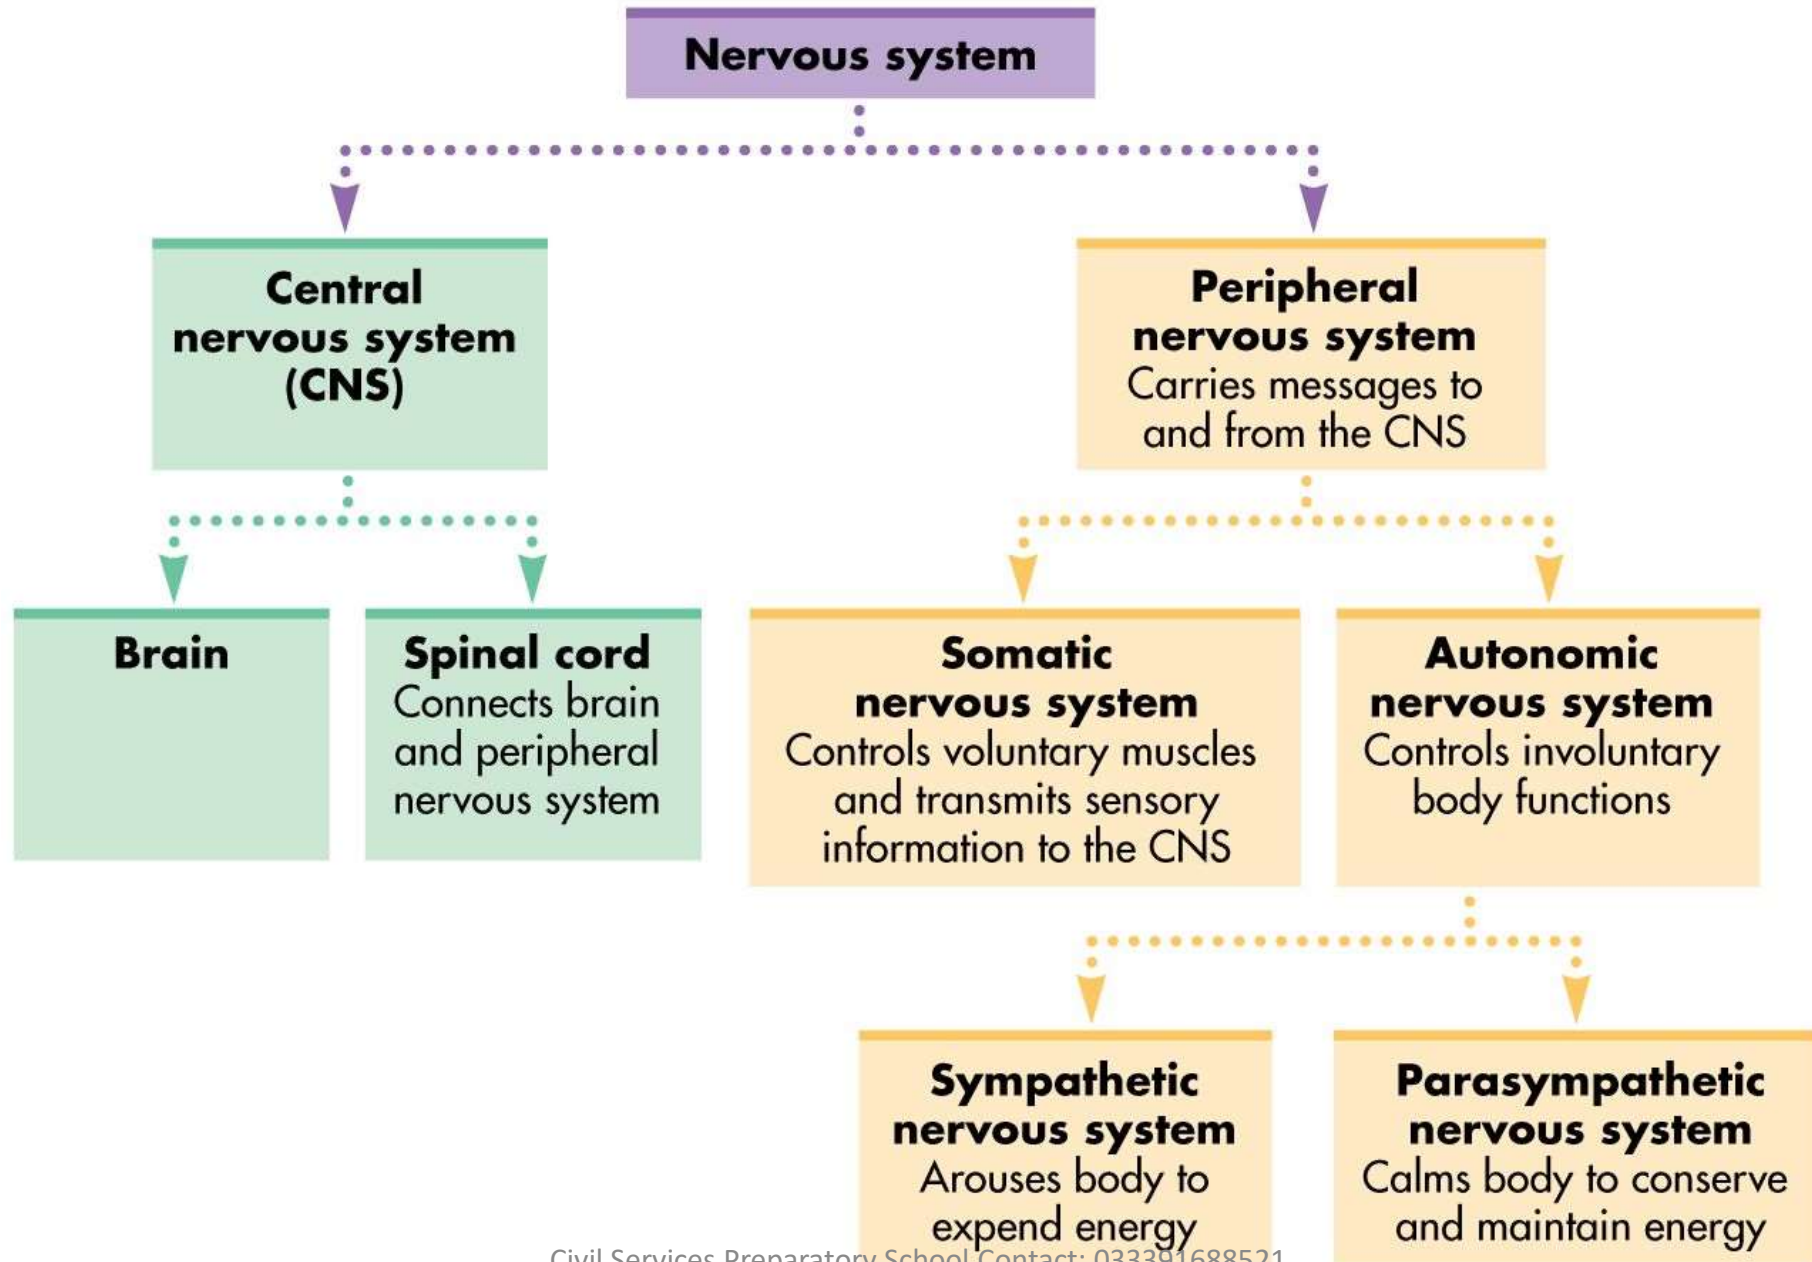 Nervous system
Central
nervous system
(CNS)
Peripheral
nervous system
Carries messages to
and from the CNS
Brain
Spinal cord
Connects brain
and peripheral
nervous system
Somatic
nervous system
Controls voluntary muscles
and transmits sensory
information to the CNS
Autonomic
nervous system
Controls involuntary
body functions
Sympathetic
nervous system
Arouses body to
expend energy
Parasympathetic
nervous system
Calms body to conserve
and maintain energy
Civil Services Preparatory School Contact: 033391688521